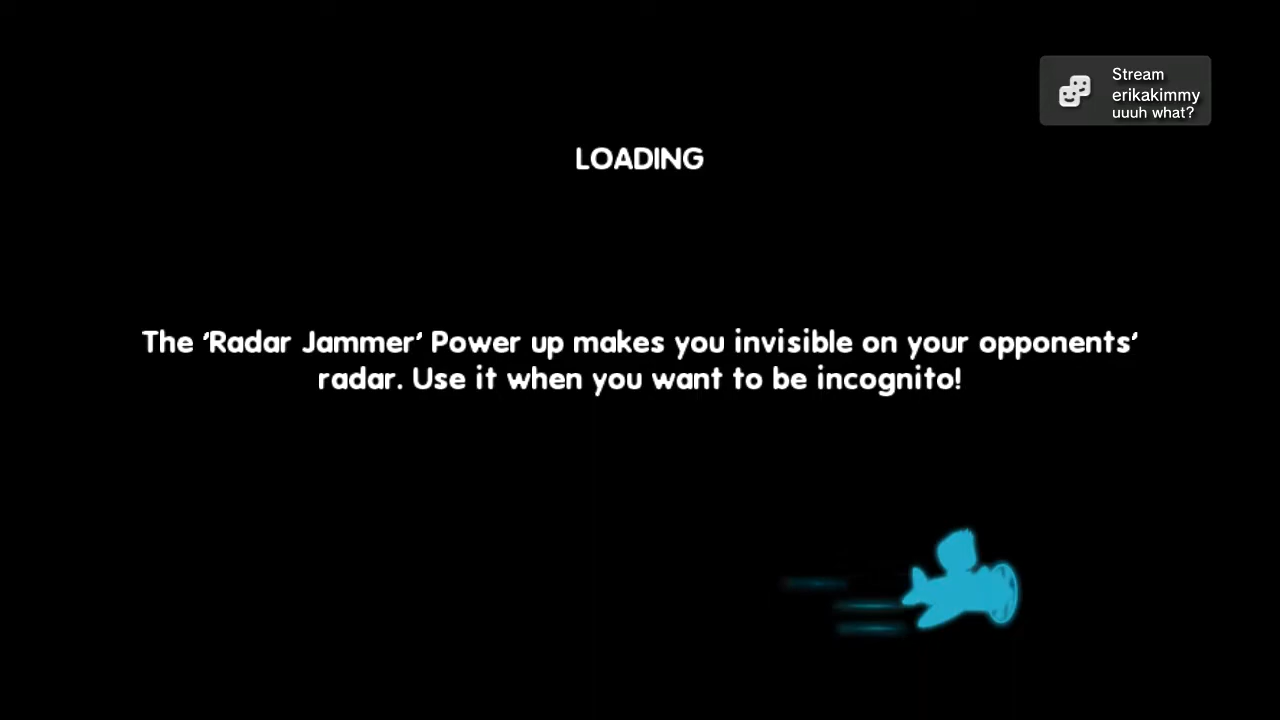 Stream
erikakimmy
uuuh what?
LOADING
The 'Radar Jammer' Power up makes you invisible on your opponents'
radar. Use it when you want to be incognito!